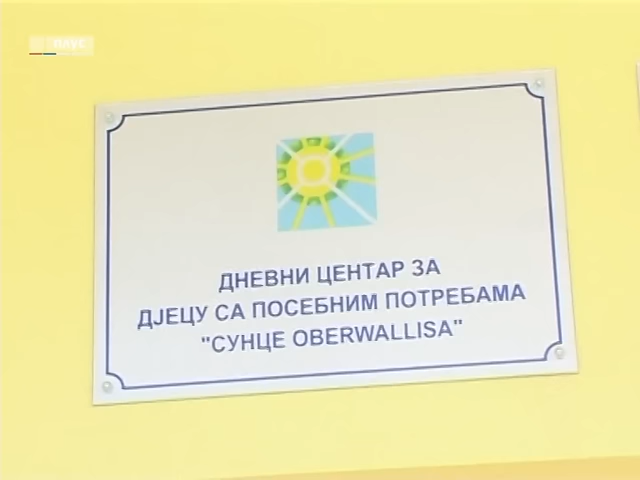 ДНЕВНИ ЦЕНТАР ЗА
ДЈЕЦУ СА ПОСЕБНИМ ПОТРЕБАМА
"СУНЦЕ OBERWALLISA"